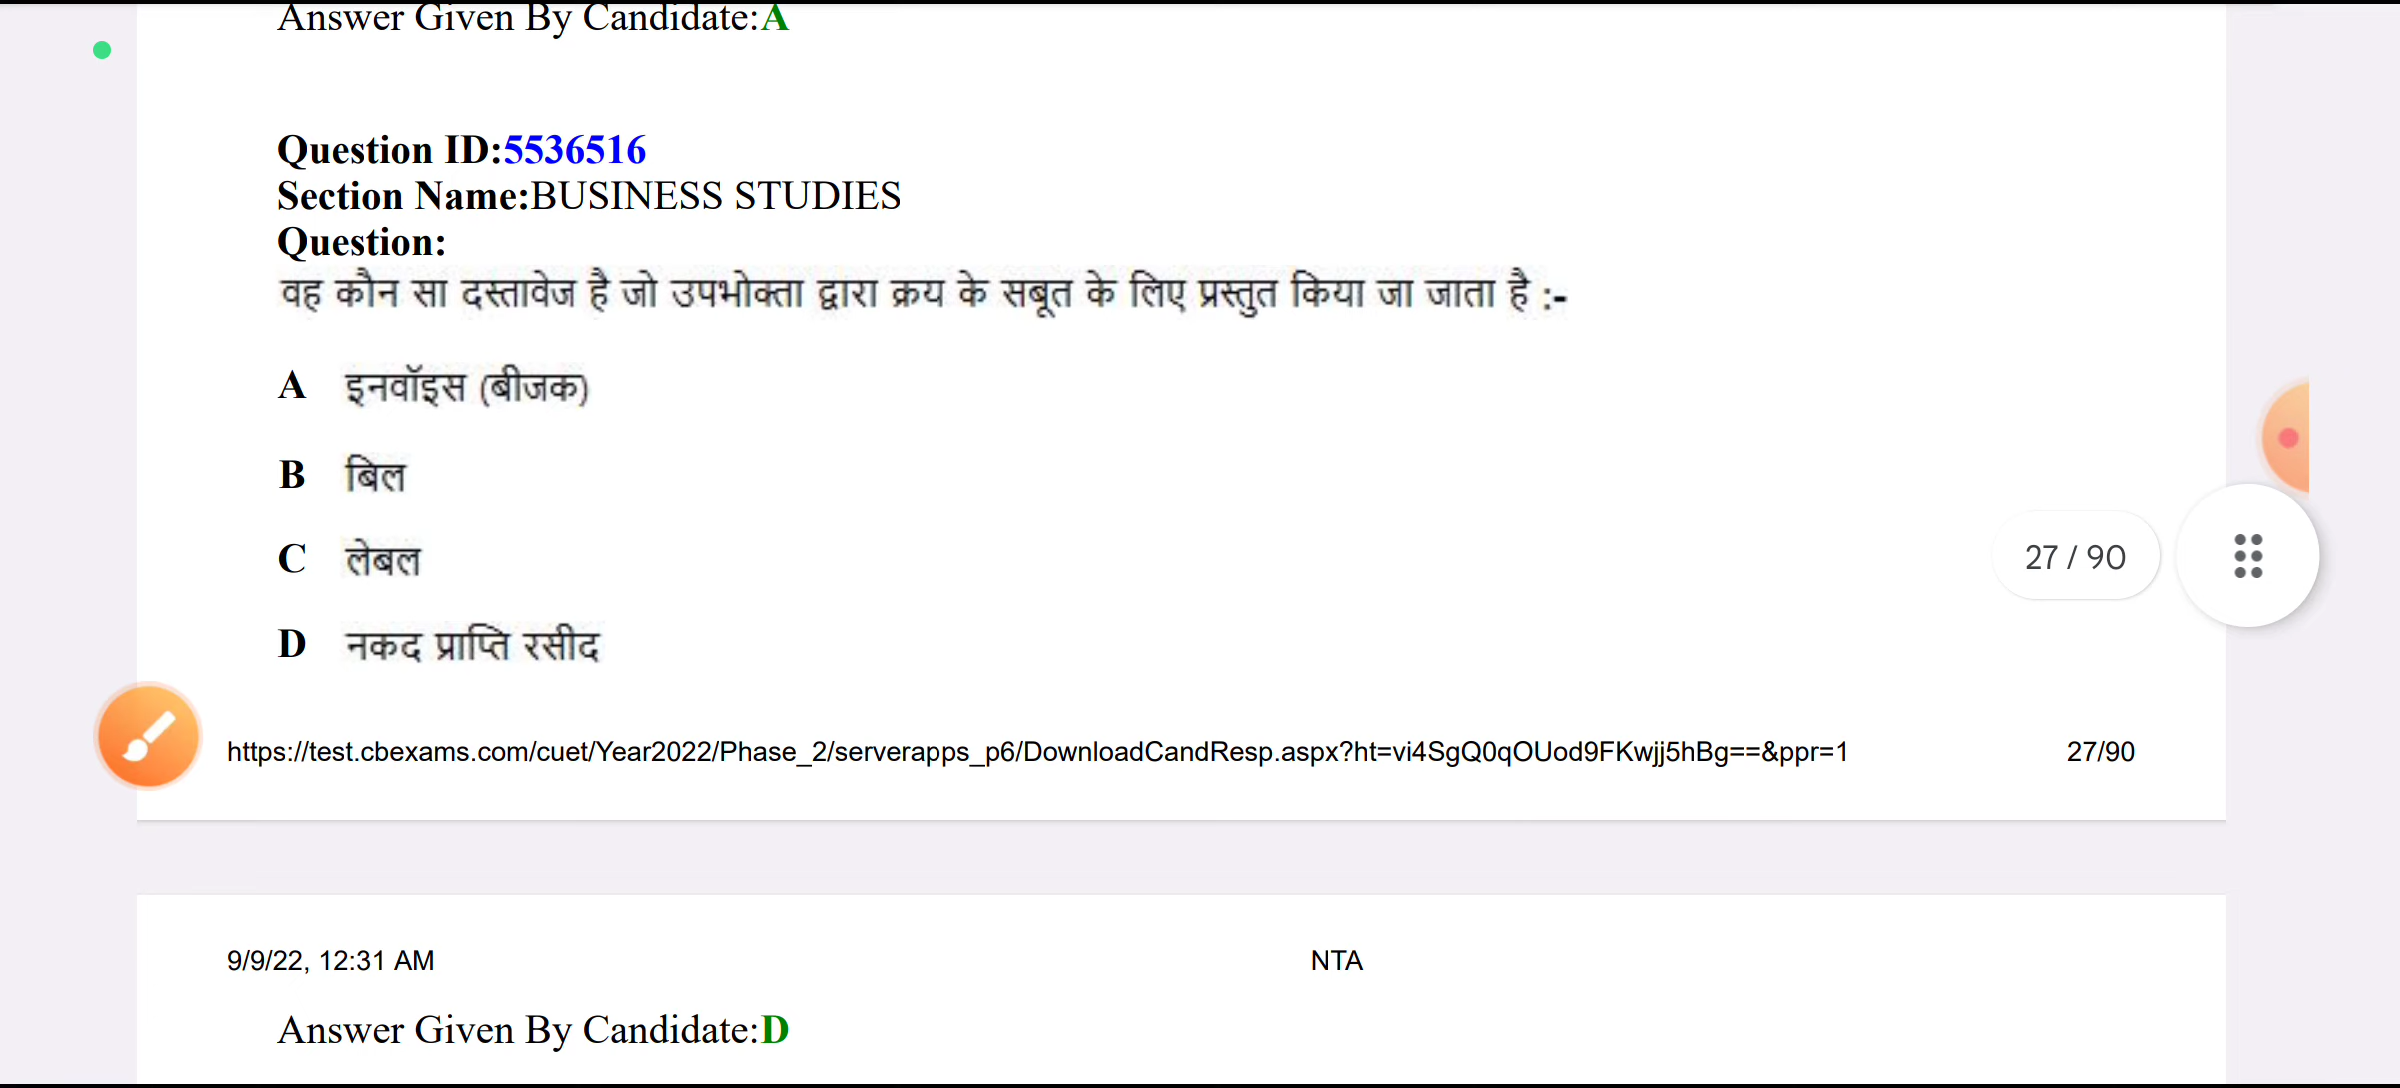 Answer Given By Candidate:A
Question ID:5536516
Section Name:BUSINESS STUDIES
Question:
वह कौन सा दस्तावेज है जो उपभोक्ता द्वारा क्रय के सबूत के लिए प्रस्तुत किया जा जाता है :-
A इनवॉइस (बीजक)
B बिल
C लेबल
27 / 90
D नकद प्राप्ति रसीद
https://test.cbexams.com/cuet/Year2022/Phase_2/serverapps_p6/DownloadCandResp.aspx?ht=vi4SgQ0qOUod9FKwjj5hBg==&ppr=1 27/90
9/9/22, 12:31 AM NTA
Answer Given By Candidate:D